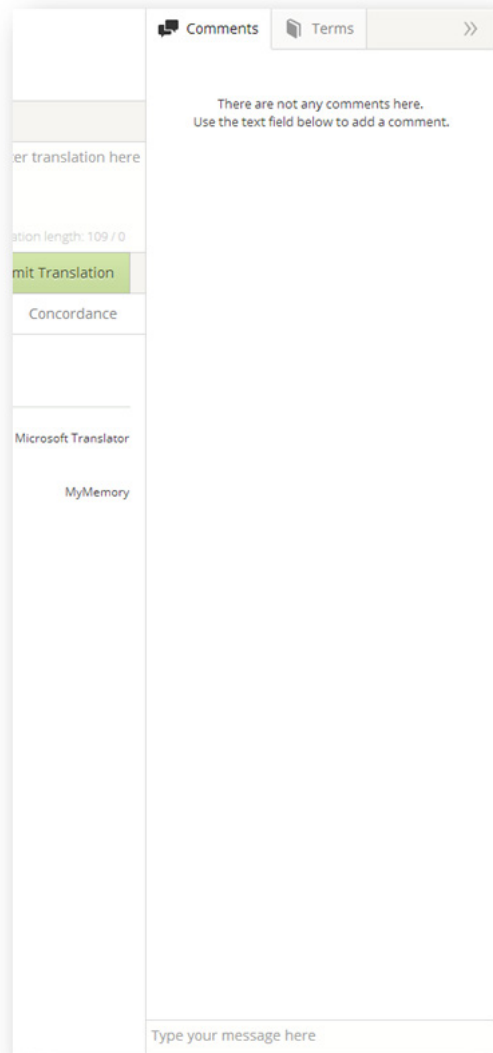 Comments
Terms
There are not any comments here.
Use the text field below to add a comment.
er translation here
ation length: 109 / 0
mit Translation
Concordance
Microsoft Translator
MyMemory
Type your message here